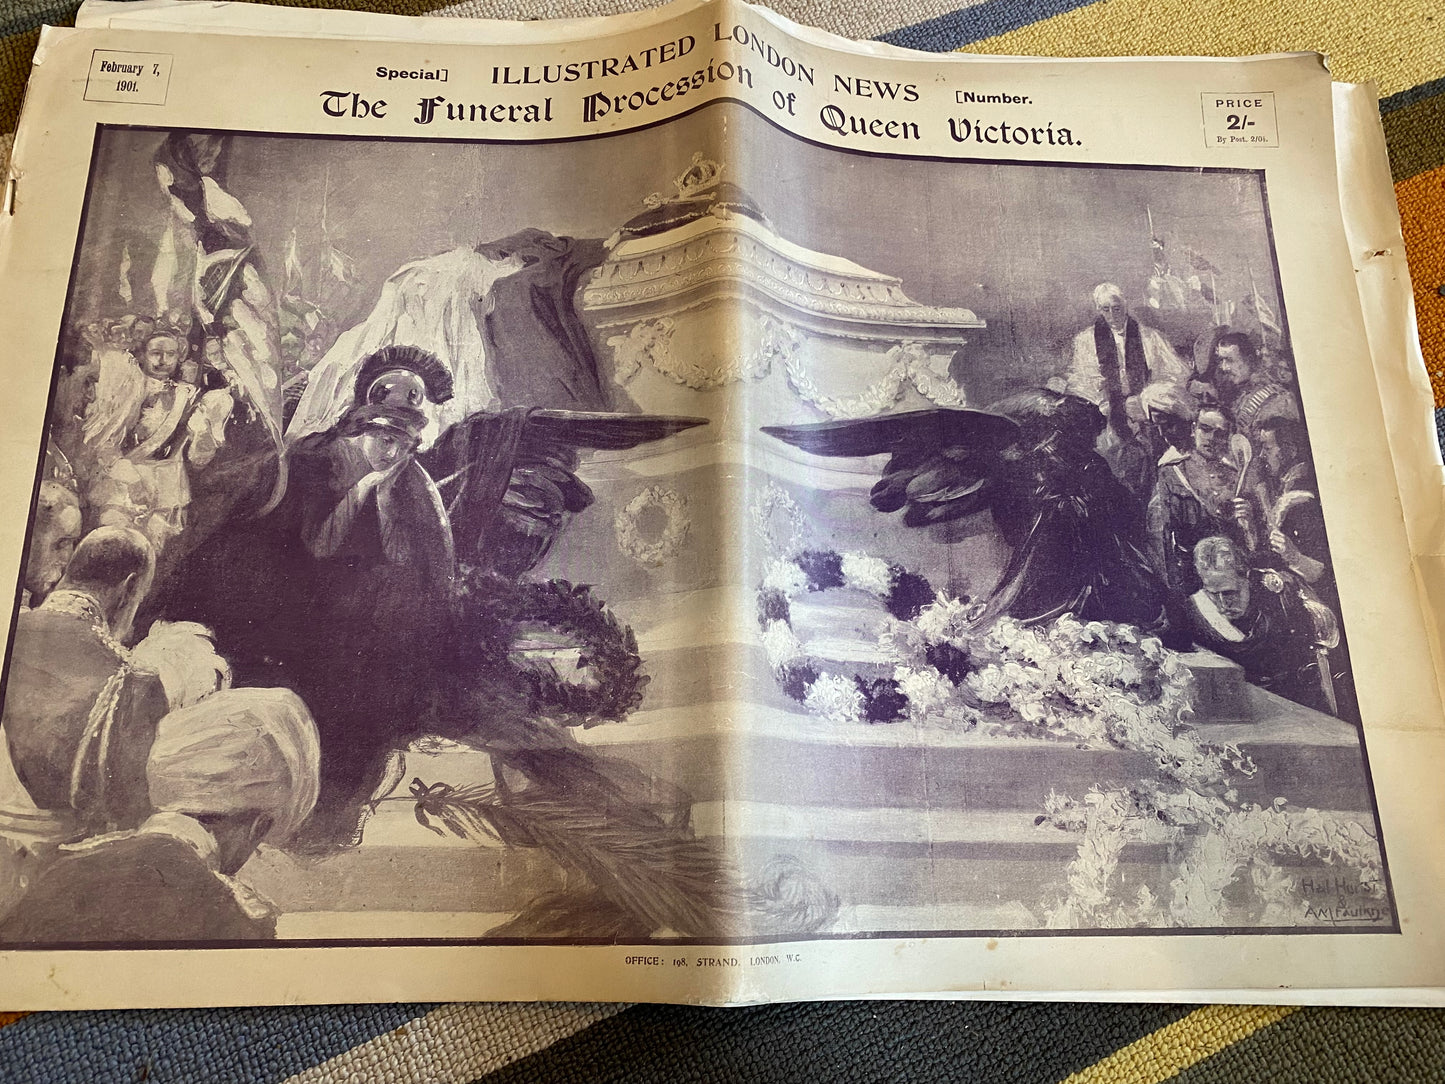 February 7,
1901.
Special] ILLUSTRATED LONDON NEWS [Number.
The Funeral Procession of Queen Victoria.
PRICE
2/-
By Post, 2/0½.
Hal Hurst
&
A M Faulkne
OFFICE: 198, STRAND, LONDON, W.C.